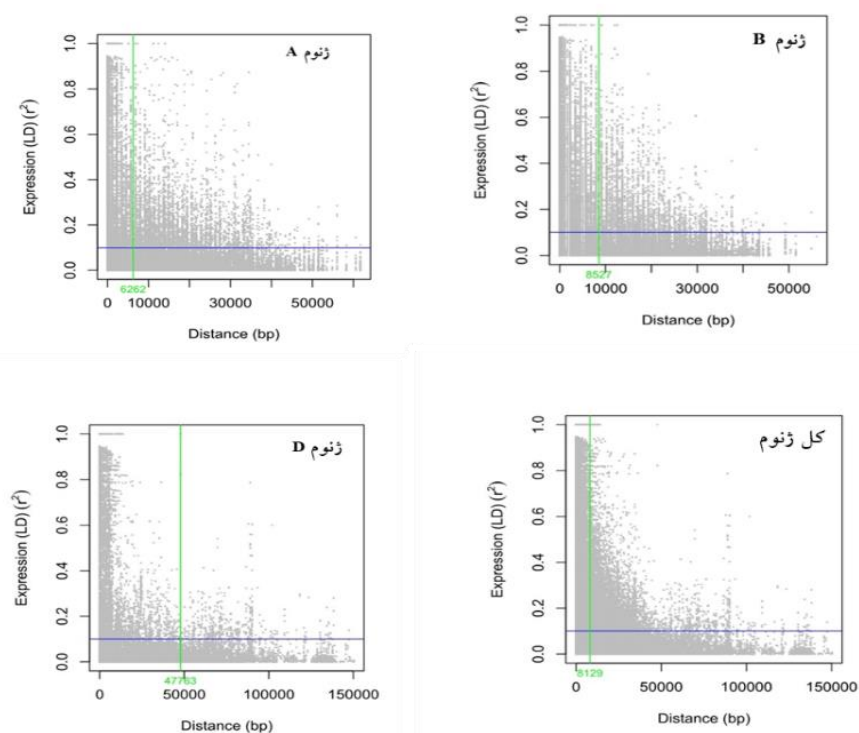 ژنوم A
Expression (LD) (r²)
1.0
0.8
0.6
0.4
0.2
0.0
0 10000 30000 50000
6262
Distance (bp)
ژنوم B
Expression (LD) (r²)
1.0
0.8
0.6
0.4
0.2
0.0
0 10000 30000 50000
8527
Distance (bp)
ژنوم D
Expression (LD) (r²)
1.0
0.8
0.6
0.4
0.2
0.0
0 50000 100000 150000
47763
Distance (bp)
کل ژنوم
Expression (LD) (r²)
1.0
0.8
0.6
0.4
0.2
0.0
0 50000 100000 150000
8129
Distance (bp)